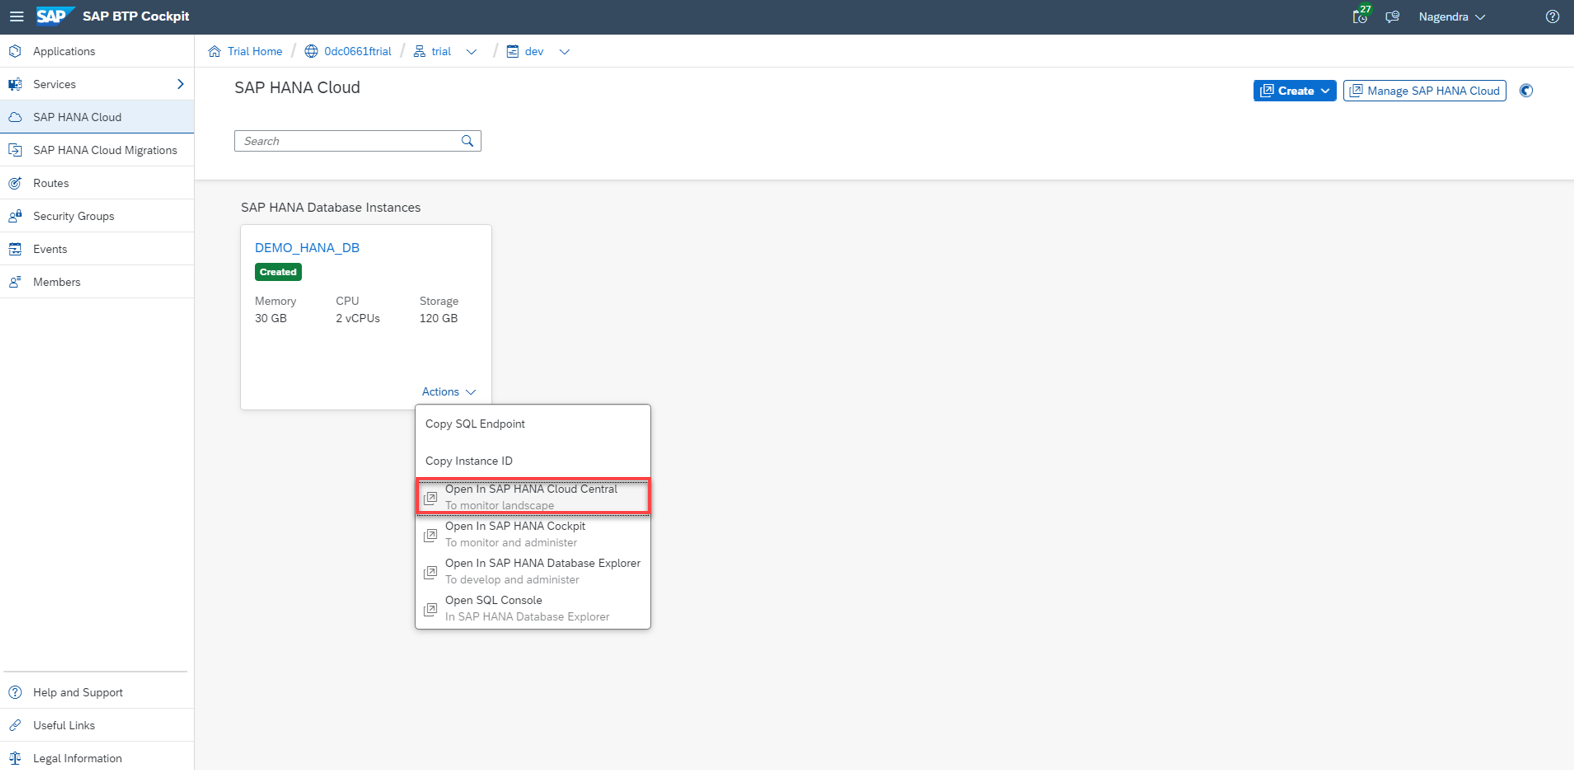 SAP SAP BTP Cockpit
27
Nagendra
Applications
Services
SAP HANA Cloud
SAP HANA Cloud Migrations
Routes
Security Groups
Events
Members
Help and Support
Useful Links
Legal Information
Trial Home / 0dc0661ftrial / trial / dev
SAP HANA Cloud
Create
Manage SAP HANA Cloud
Search
SAP HANA Database Instances
DEMO_HANA_DB
Created
Memory CPU Storage
30 GB 2 vCPUs 120 GB
Actions
Copy SQL Endpoint
Copy Instance ID
Open In SAP HANA Cloud Central
To monitor landscape
Open In SAP HANA Cockpit
To monitor and administer
Open In SAP HANA Database Explorer
To develop and administer
Open SQL Console
In SAP HANA Database Explorer